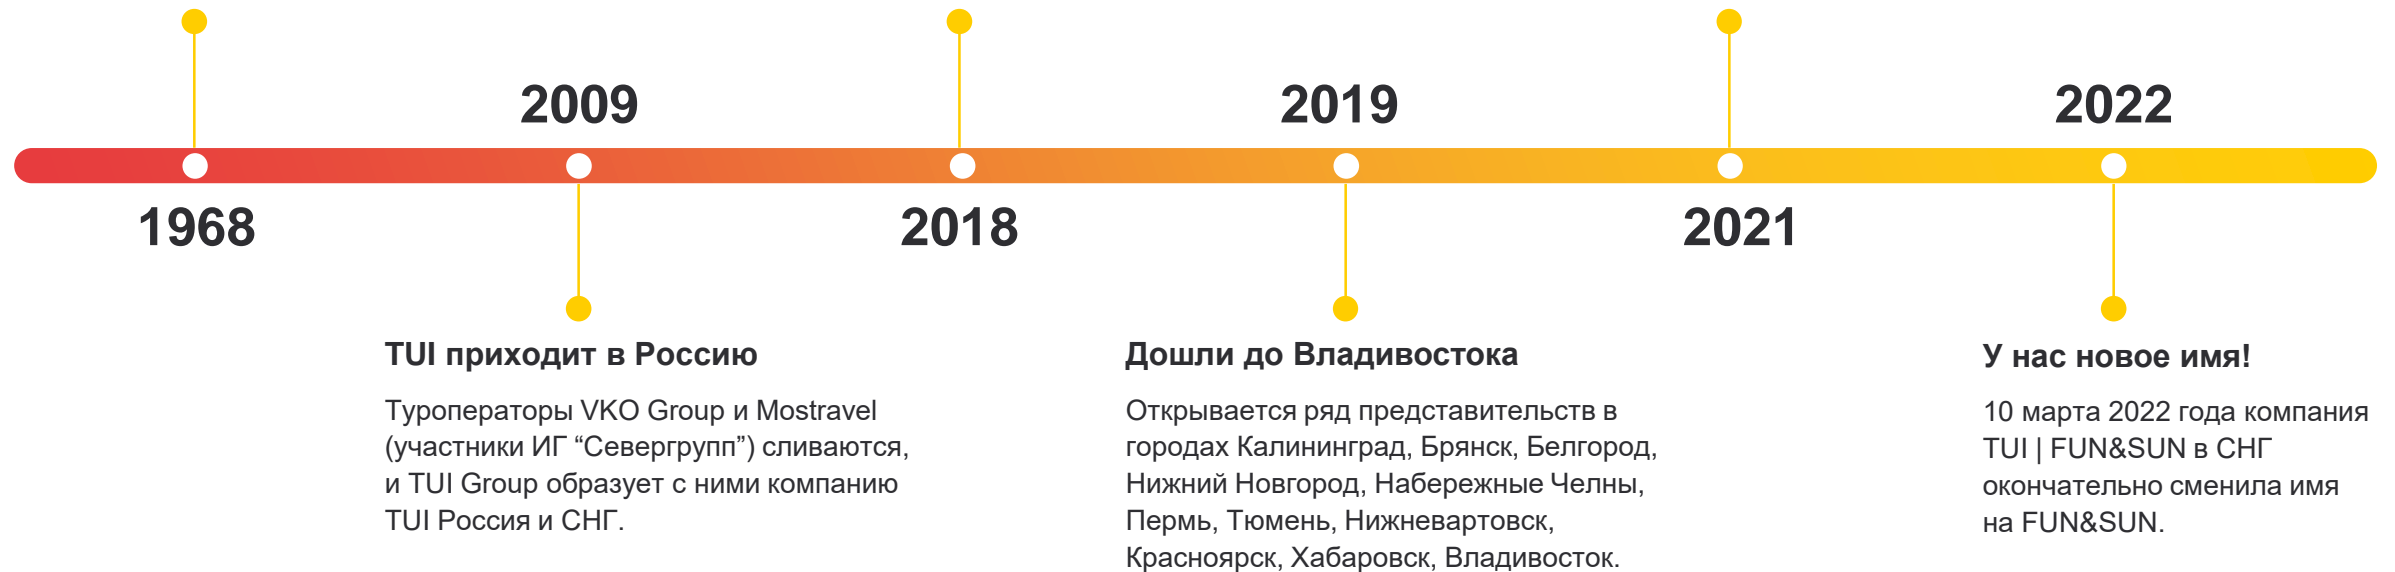 2009
2019
2022
1968
2018
2021
TUI приходит в Россию
Туроператоры VKO Group и Mostravel
(участники ИГ “Севергрупп”) сливаются,
и TUI Group образует с ними компанию
TUI Россия и СНГ.
Дошли до Владивостока
Открывается ряд представительств в
городах Калининград, Брянск, Белгород,
Нижний Новгород, Набережные Челны,
Пермь, Тюмень, Нижневартовск,
Красноярск, Хабаровск, Владивосток.
У нас новое имя!
10 марта 2022 года компания
TUI | FUN&SUN в СНГ
окончательно сменила имя
на FUN&SUN.